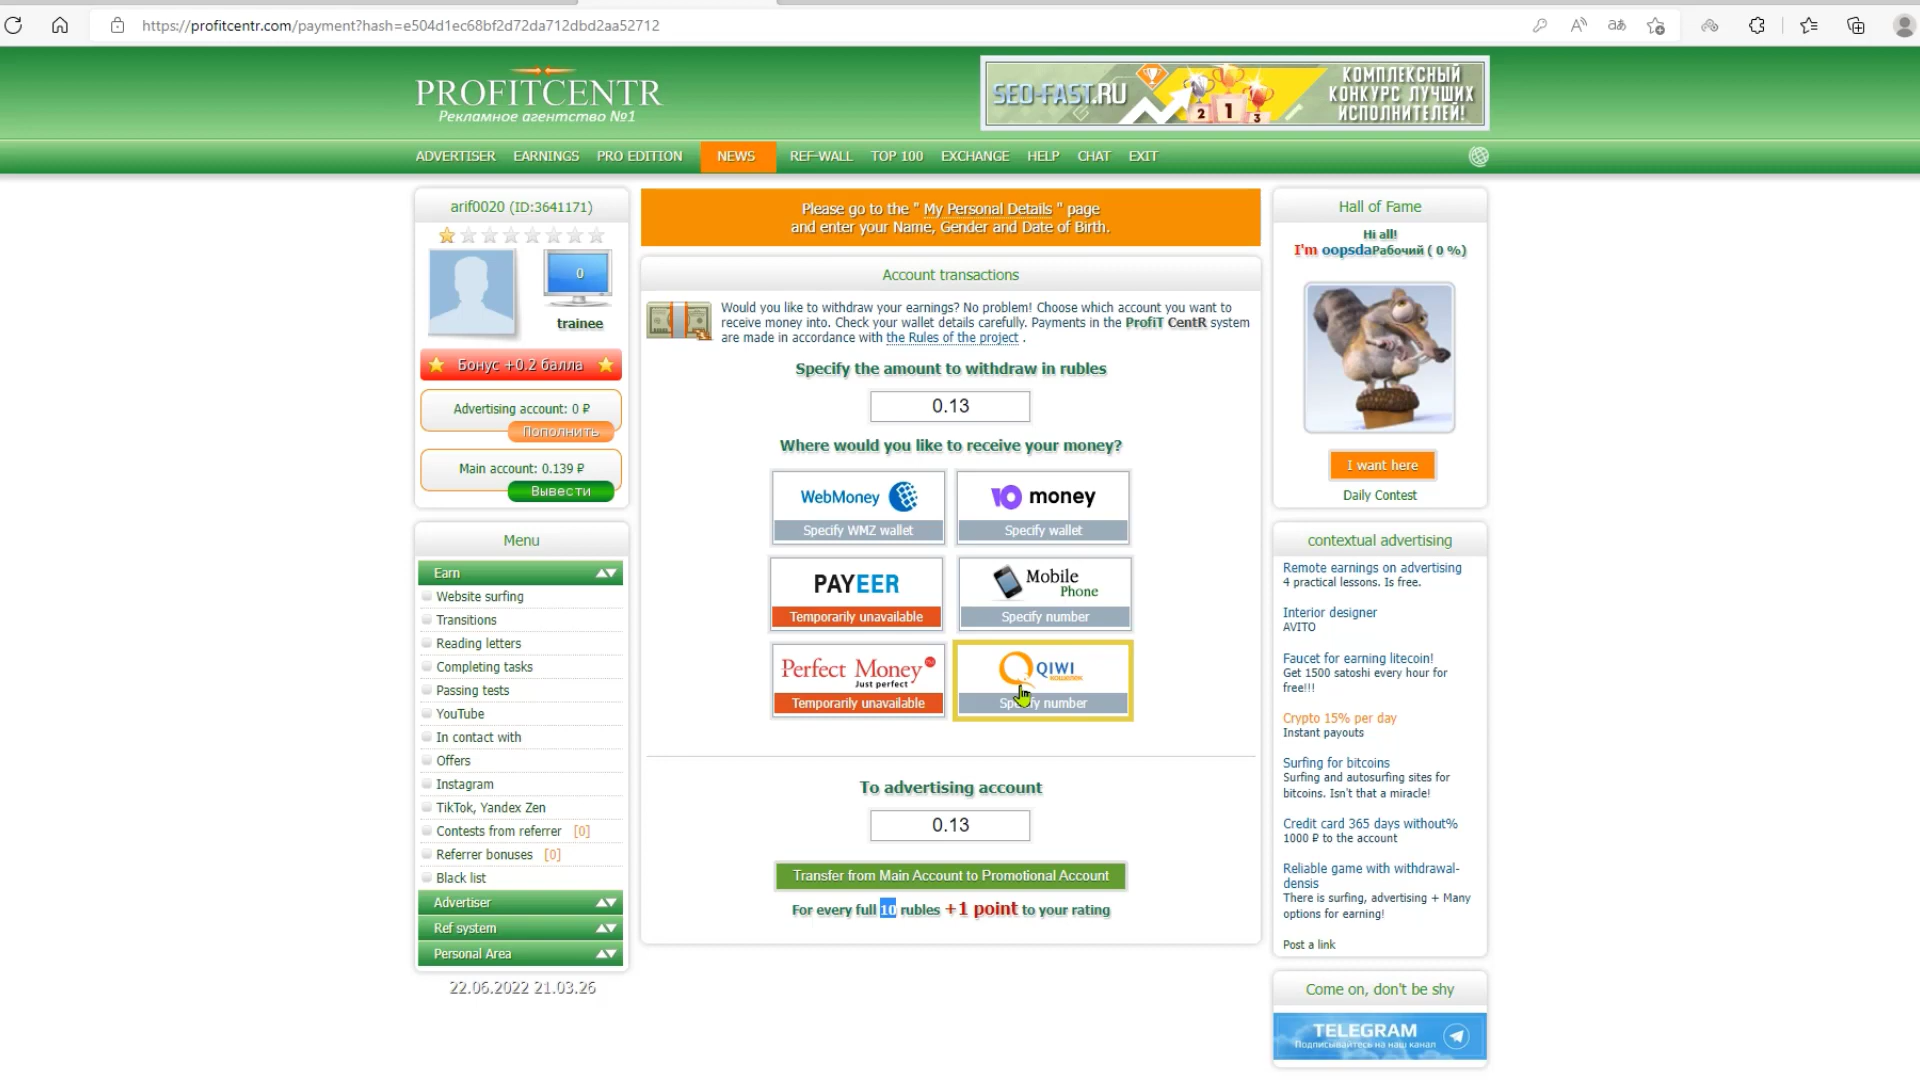 https://profitcentr.com/payment?hash=e504d1ec68bf2d72da712dbd2aa52712
PROFITCENTR
Рекламное агентство №1
SEO-FAST.RU
2 1 3
КОМПЛЕКСНЫЙ
КОНКУРС ЛУЧШИХ
ИСПОЛНИТЕЛЕЙ!
ADVERTISER EARNINGS PRO EDITION NEWS REF-WALL TOP 100 EXCHANGE HELP CHAT EXIT
arif0020 (ID:3641171)
0
trainee
Бонус +0.2 балла
Advertising account: 0 ₽
Пополнить
Main account: 0.139 ₽
Вывести
Menu
Earn
Website surfing
Transitions
Reading letters
Completing tasks
Passing tests
YouTube
In contact with
Offers
Instagram
TikTok, Yandex Zen
Contests from referrer [0]
Referrer bonuses [0]
Black list
Advertiser
Ref system
Personal Area
22.06.2022 21.03.26
Please go to the " My Personal Details " page
and enter your Name, Gender and Date of Birth.
Account transactions
Would you like to withdraw your earnings? No problem! Choose which account you want to
receive money into. Check your wallet details carefully. Payments in the ProfiT CentR system
are made in accordance with the Rules of the project .
Specify the amount to withdraw in rubles
0.13
Where would you like to receive your money?
WebMoney
Specify WMZ wallet
Ю money
Specify wallet
PAYEER
Temporarily unavailable
Mobile
Phone
Specify number
Perfect Money
Just perfect
Temporarily unavailable
QIWI
кошелек
Specify number
To advertising account
0.13
Transfer from Main Account to Promotional Account
For every full 10 rubles +1 point to your rating
Hall of Fame
Hi all!
I'm oopsdaРабочий ( 0 %)
I want here
Daily Contest
contextual advertising
Remote earnings on advertising
4 practical lessons. Is free.
Interior designer
AVITO
Faucet for earning litecoin!
Get 1500 satoshi every hour for
free!!!
Crypto 15% per day
Instant payouts
Surfing for bitcoins
Surfing and autosurfing sites for
bitcoins. Isn't that a miracle!
Credit card 365 days without%
1000 ₽ to the account
Reliable game with withdrawal-
densis
There is surfing, advertising + Many
options for earning!
Post a link
Come on, don't be shy
TELEGRAM
Подписывайтесь на наш канал